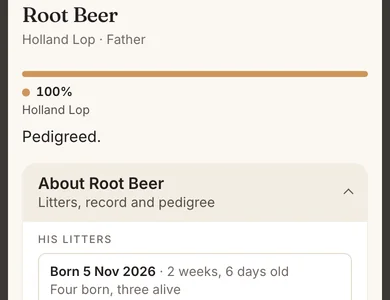 Root Beer
Holland Lop · Father
100%
Holland Lop
Pedigreed.
About Root Beer
Litters, record and pedigree
HIS LITTERS
Born 5 Nov 2026 · 2 weeks, 6 days old
Four born, three alive